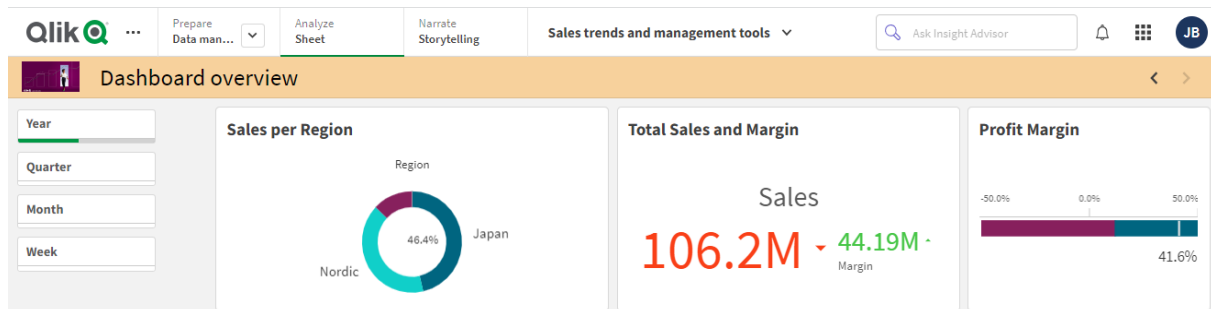 Qlik
Prepare
Data man...
Analyze
Sheet
Narrate
Storytelling
Sales trends and management tools
Ask Insight Advisor
JB
Dashboard overview
Year
Quarter
Month
Week
Sales per Region
Region
46.4%
Japan
Nordic
Total Sales and Margin
Sales
106.2M
44.19M
Margin
Profit Margin
-50.0% 0.0% 50.0%
41.6%